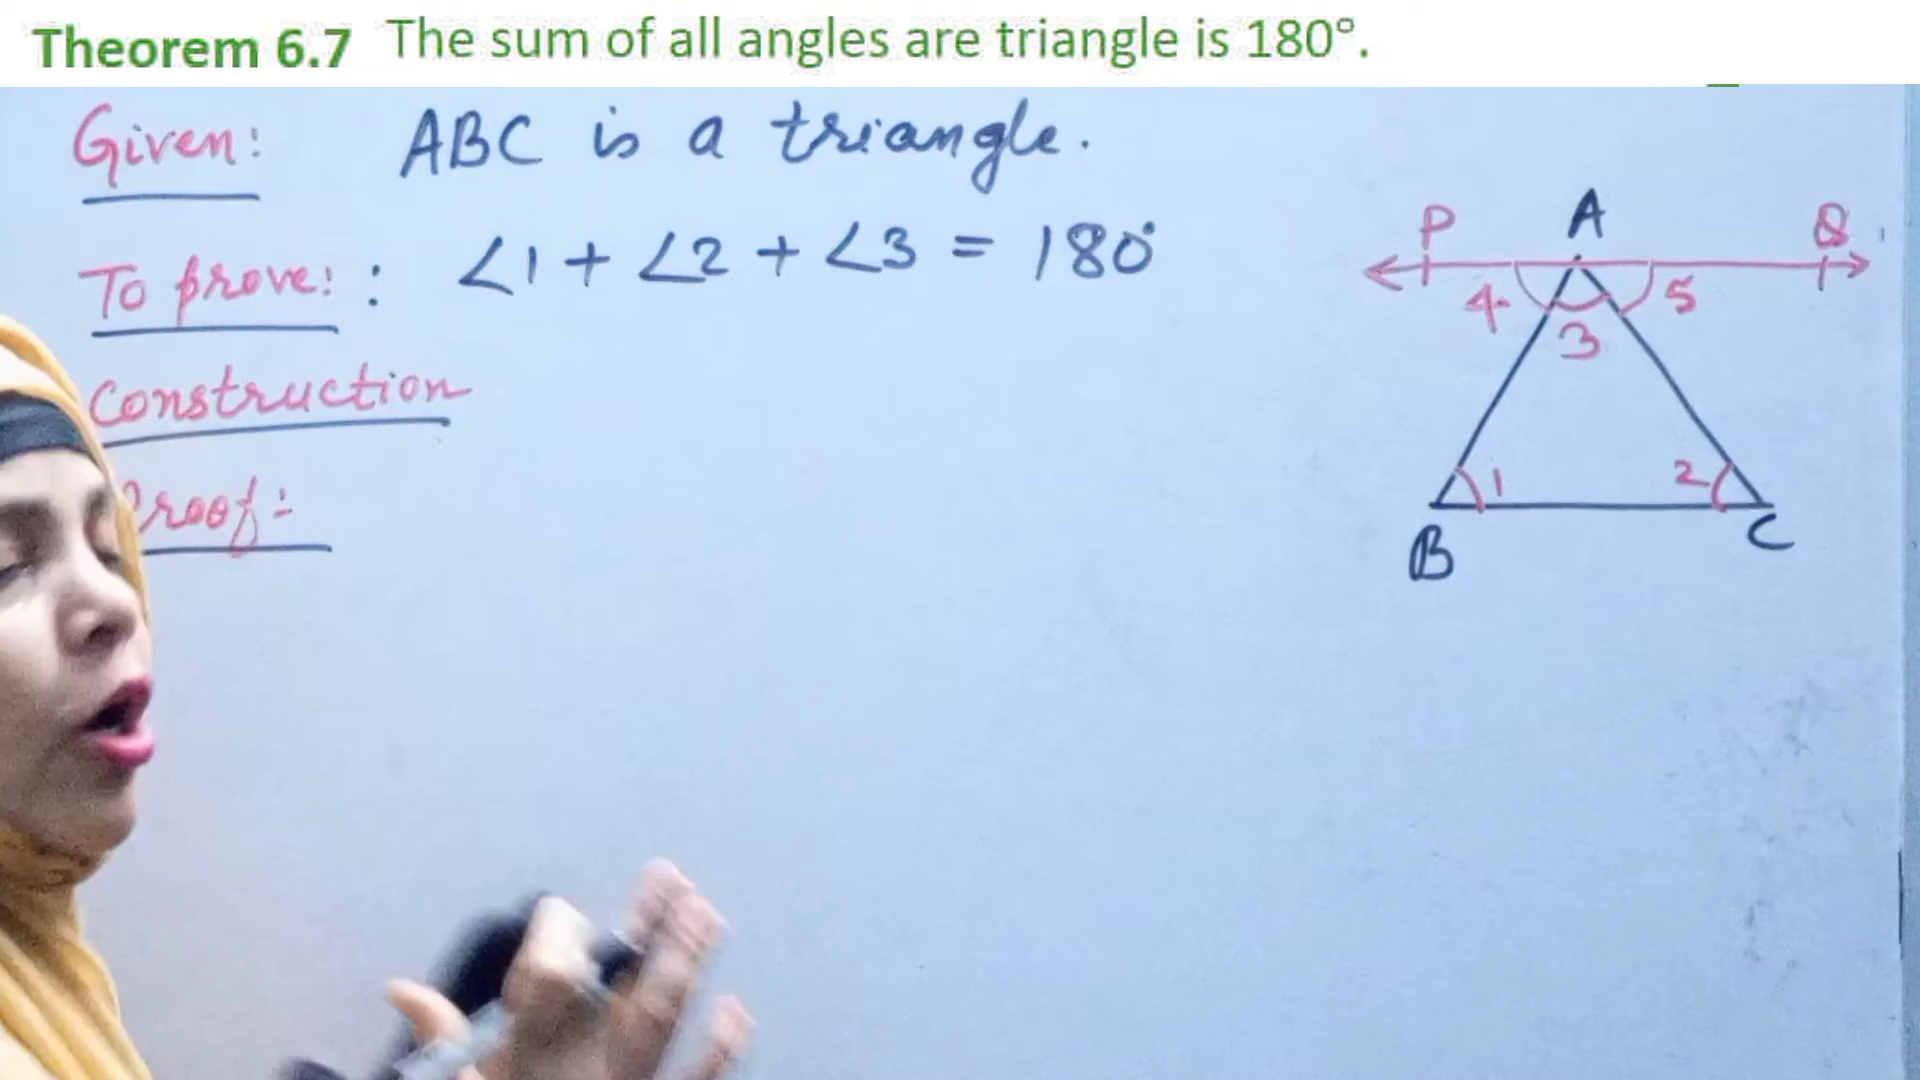 Theorem 6.7 The sum of all angles are triangle is 180°.
Given: ABC is a triangle.
To prove: : ∠1 + ∠2 + ∠3 = 180°
Construction
Proof:
P A Q
4 3 5
1 2
B C